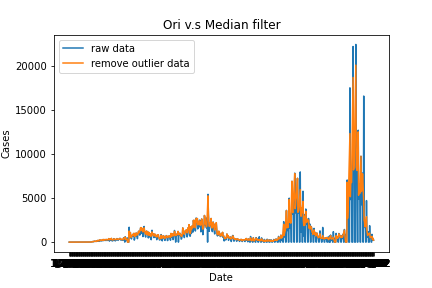 Ori v.s Median filter
raw data
remove outlier data
20000
15000
10000
5000
0
Cases
Date